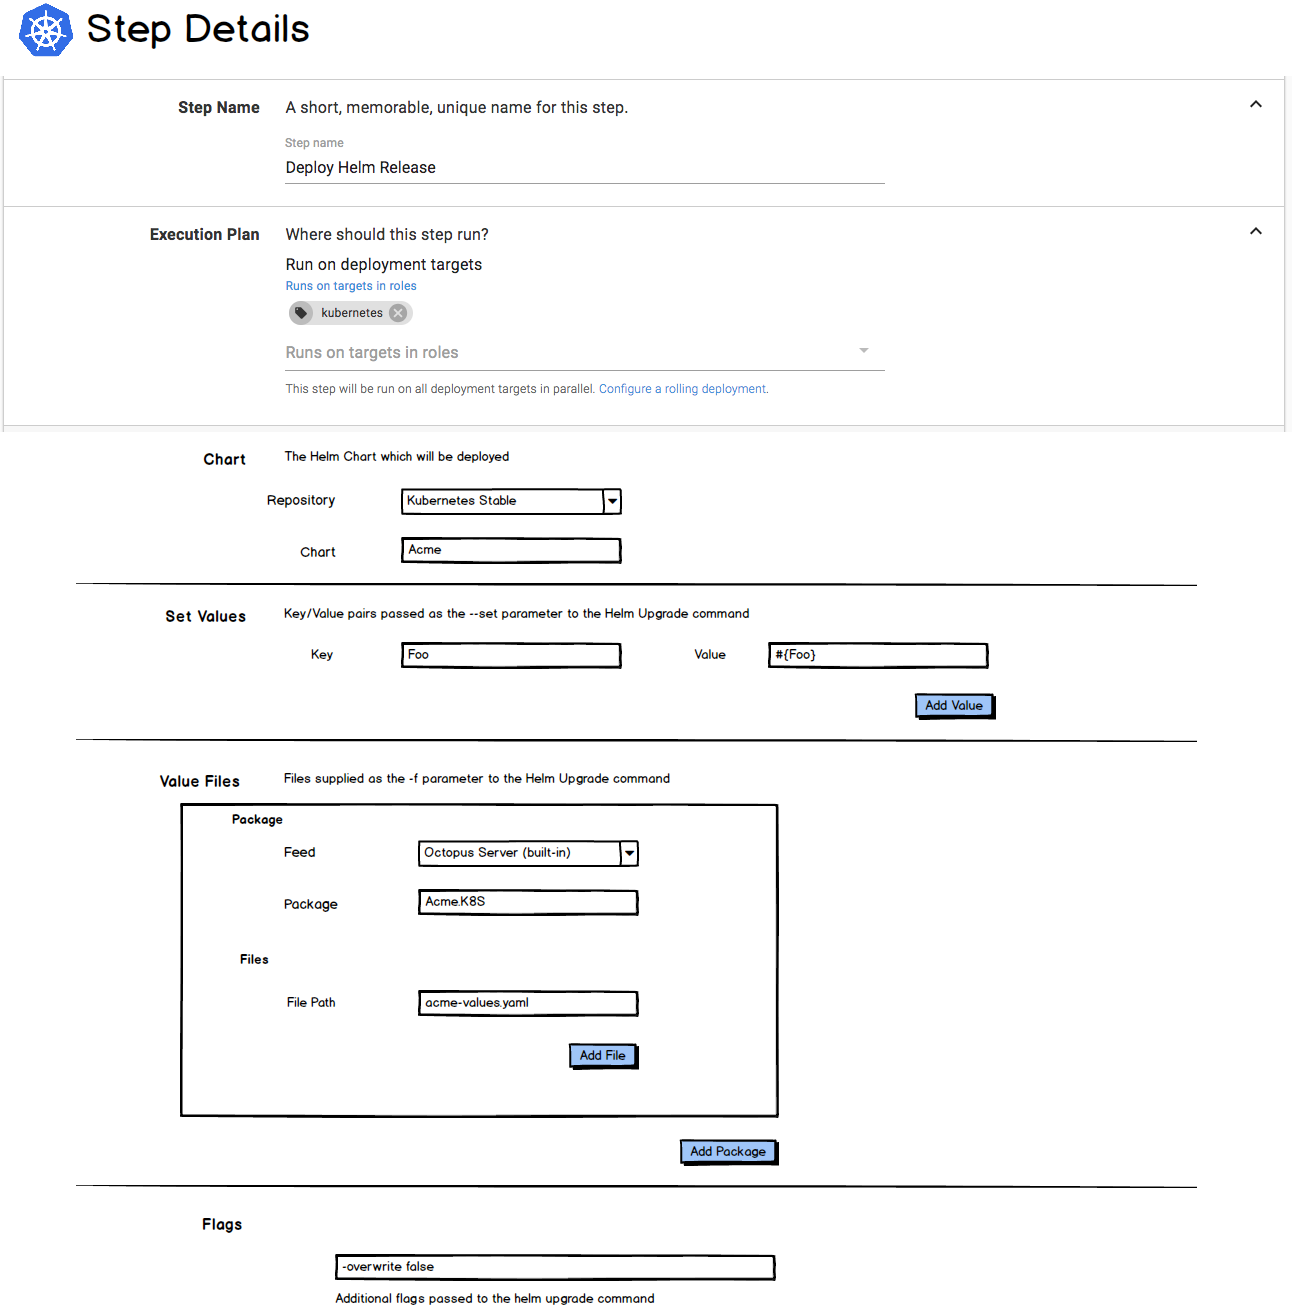 Step Details
Step Name A short, memorable, unique name for this step.
Step name
Deploy Helm Release
Execution Plan Where should this step run?
Run on deployment targets
Runs on targets in roles
kubernetes
Runs on targets in roles
This step will be run on all deployment targets in parallel. Configure a rolling deployment.
Chart The Helm Chart which will be deployed
Repository Kubernetes Stable
Chart Acme
Set Values Key/Value pairs passed as the --set parameter to the Helm Upgrade command
Key Foo Value #{Foo}
Add Value
Value Files Files supplied as the -f parameter to the Helm Upgrade command
Package
Feed Octopus Server (built-in)
Package Acme.K8S
Files
File Path acme-values.yaml
Add File
Add Package
Flags
-overwrite false
Additional flags passed to the helm upgrade command